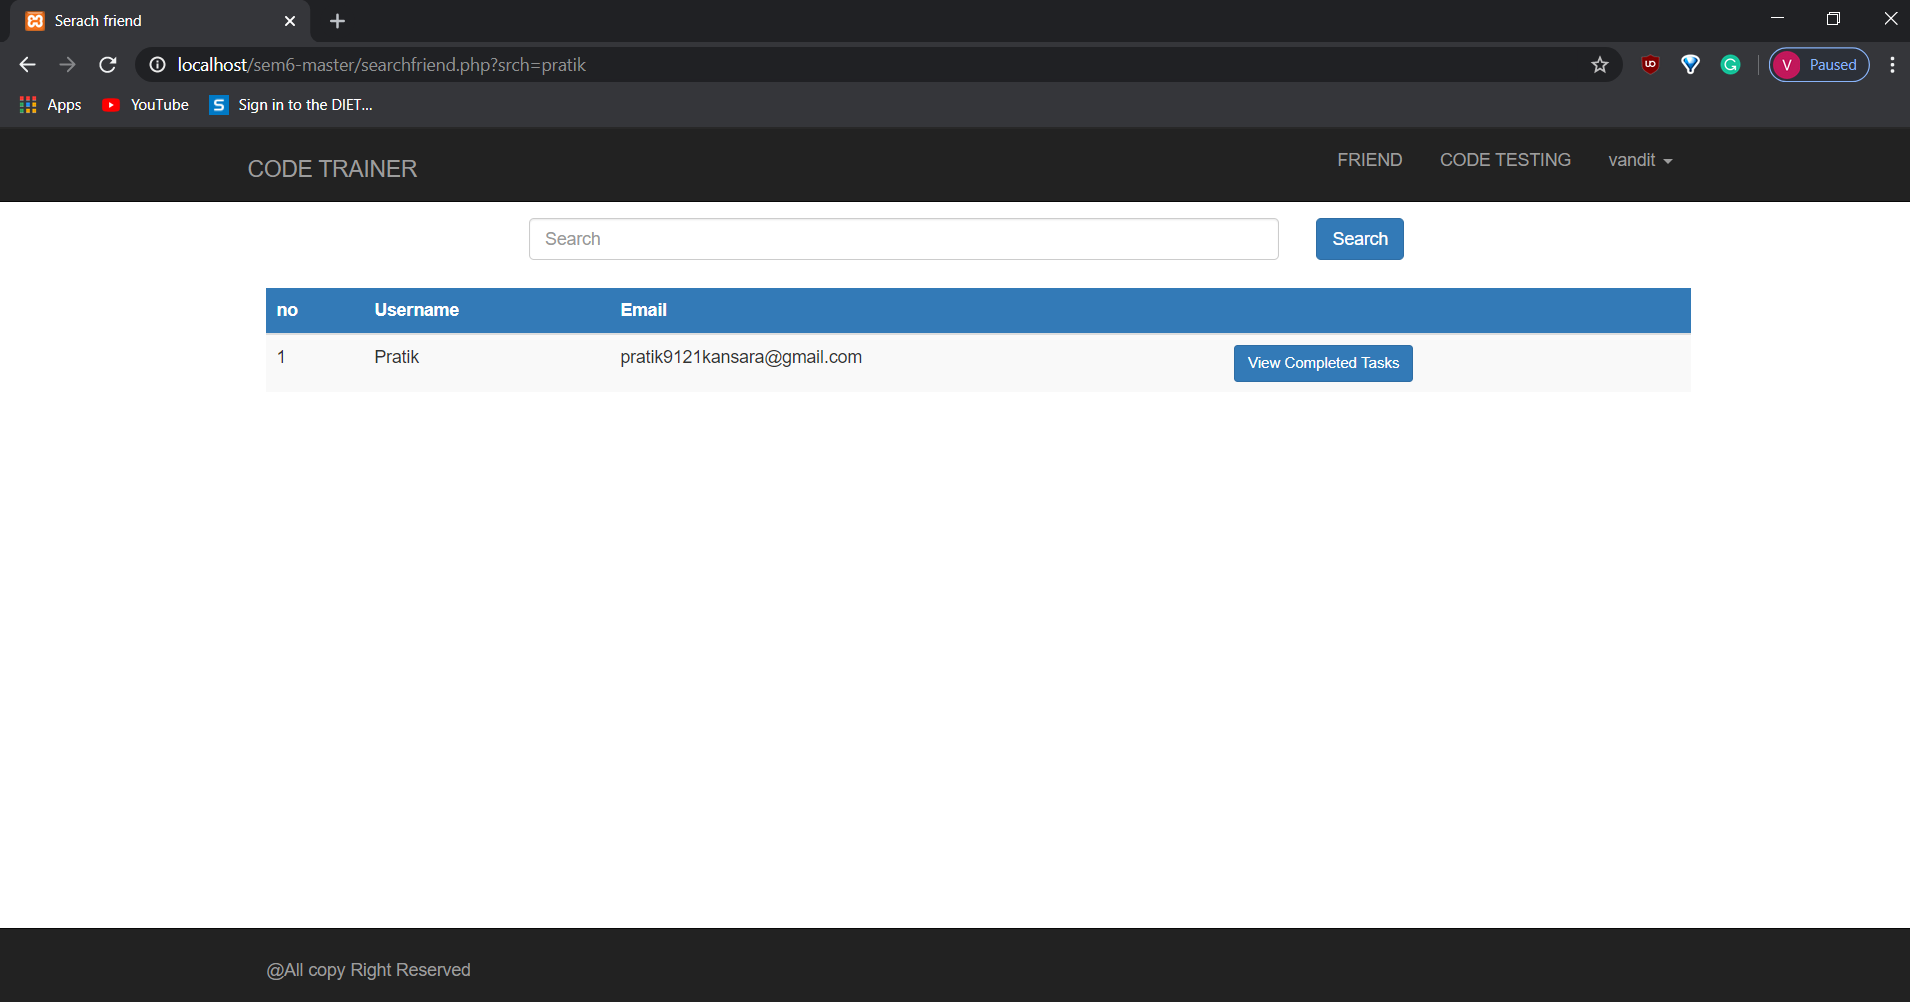 Serach friend
localhost/sem6-master/searchfriend.php?srch=pratik
V Paused
Apps YouTube S Sign in to the DIET...
CODE TRAINER FRIEND CODE TESTING vandit
Search Search
no Username Email
1 Pratik pratik9121kansara@gmail.com View Completed Tasks
@All copy Right Reserved